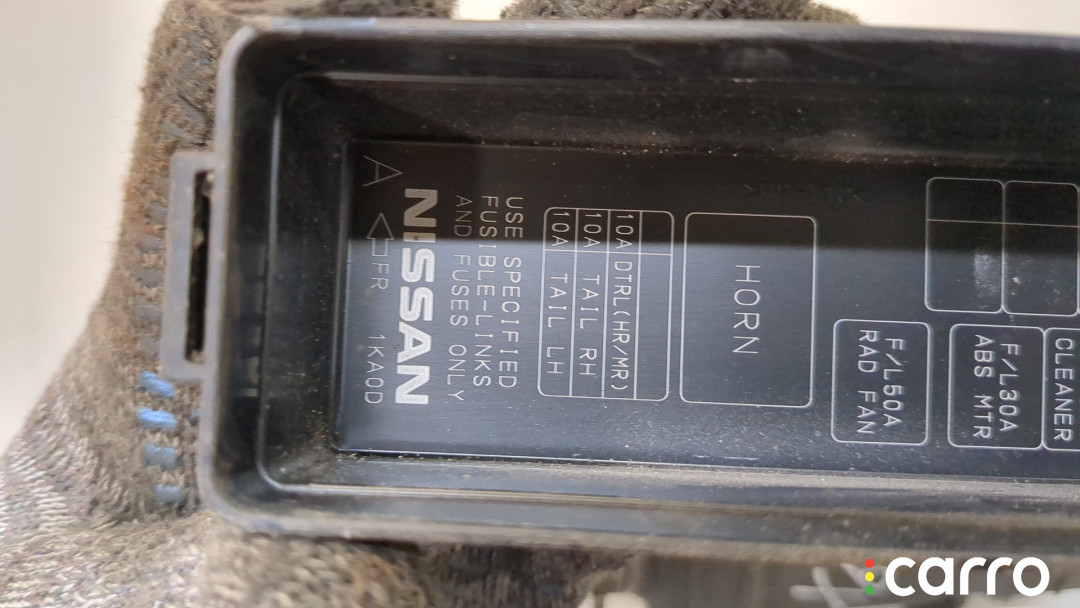 A
⇦FR 1KA0D
NISSAN
USE SPECIFIED
FUSIBLE-LINKS
AND FUSES ONLY
10A DTRL(HR/MR)
10A TAIL RH
10A TAIL LH
HORN
F/L50A
RAD FAN
F/L30A
ABS MTR
CLEANER
carro